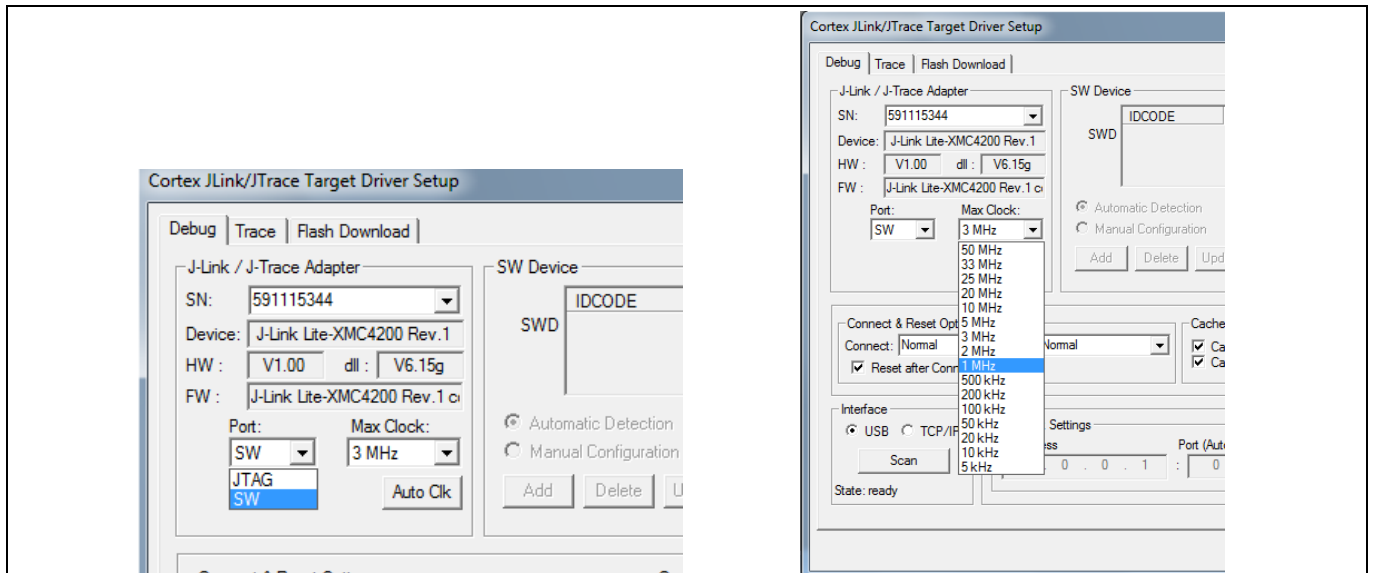 Cortex JLink/JTrace Target Driver Setup
Debug Trace Flash Download
J-Link / J-Trace Adapter
SN: 591115344
Device: J-Link Lite-XMC4200 Rev.1
HW : V1.00 dll : V6.15g
FW : J-Link Lite-XMC4200 Rev.1
Port: Max Clock:
SW 3 MHz
JTAG
SW
Auto Clk
SW Device
IDCODE
SWD
Automatic Detection
Manual Configuration
Add Delete
Cortex JLink/JTrace Target Driver Setup
Debug Trace Flash Download
J-Link / J-Trace Adapter
SN: 591115344
Device: J-Link Lite-XMC4200 Rev.1
HW : V1.00 dll : V6.15g
FW : J-Link Lite-XMC4200 Rev.1
Port: Max Clock:
SW 3 MHz
50 MHz
33 MHz
25 MHz
20 MHz
10 MHz
5 MHz
3 MHz
2 MHz
1 MHz
500 kHz
200 kHz
100 kHz
50 kHz
20 kHz
10 kHz
5 kHz
SW Device
IDCODE
SWD
Automatic Detection
Manual Configuration
Add Delete Upd
Connect & Reset Opt
Connect: Normal Normal
Reset after Conn
Cache
Ca
Ca
Interface
USB TCP/IP
Scan
State: ready
Settings
Port (Aut
. 0 . 0 . 1 : 0